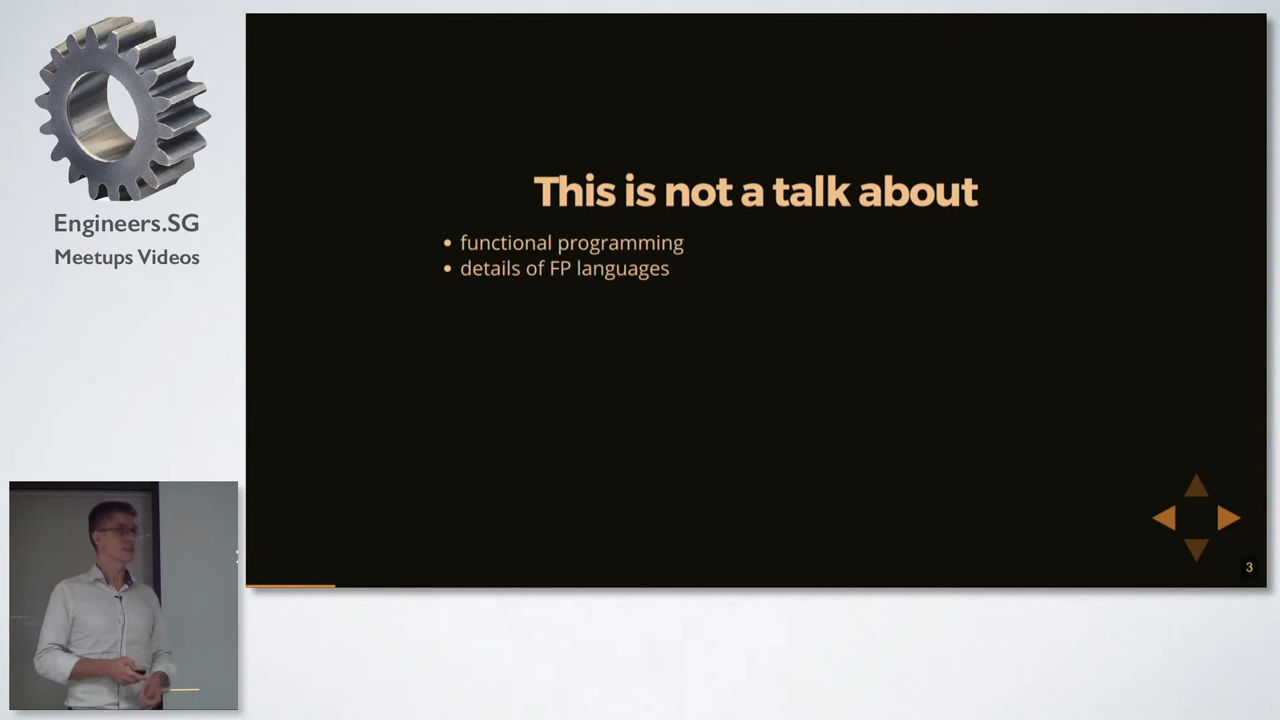 Engineers.SG
Meetups Videos
This is not a talk about
functional programming
details of FP languages
3